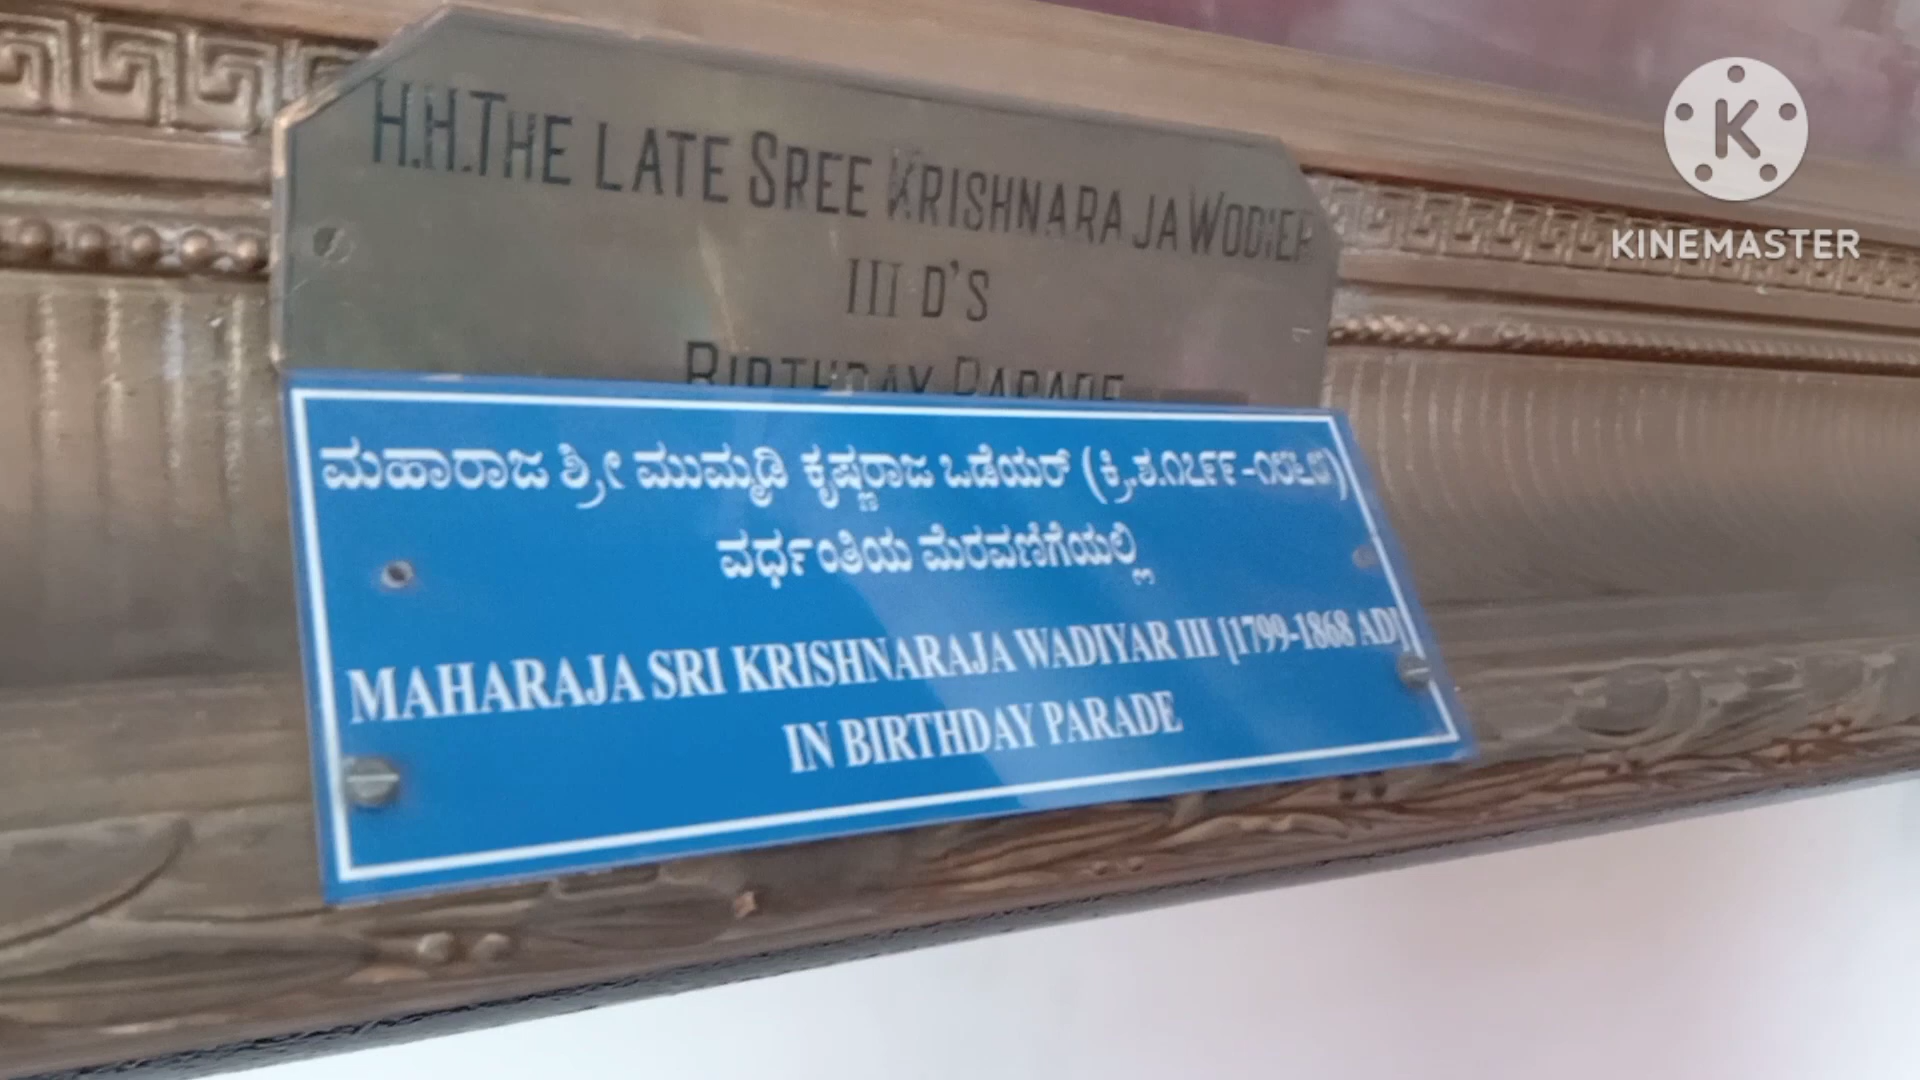 H.H.THE LATE SREE KRISHNARAJA WODIER
III D'S
BIRTHDAY PARADE
ಮಹಾರಾಜ ಶ್ರೀ ಮುಮ್ಮಡಿ ಕೃಷ್ಣರಾಜ ಒಡೆಯರ್ (ಕ್ರಿ.ಶ.೧೭೯೯-೧೮೬೮)
ವರ್ಧಂತಿಯ ಮೆರವಣಿಗೆಯಲ್ಲಿ
MAHARAJA SRI KRISHNARAJA WADIYAR III [1799-1868 AD]
IN BIRTHDAY PARADE
K
KINEMASTER